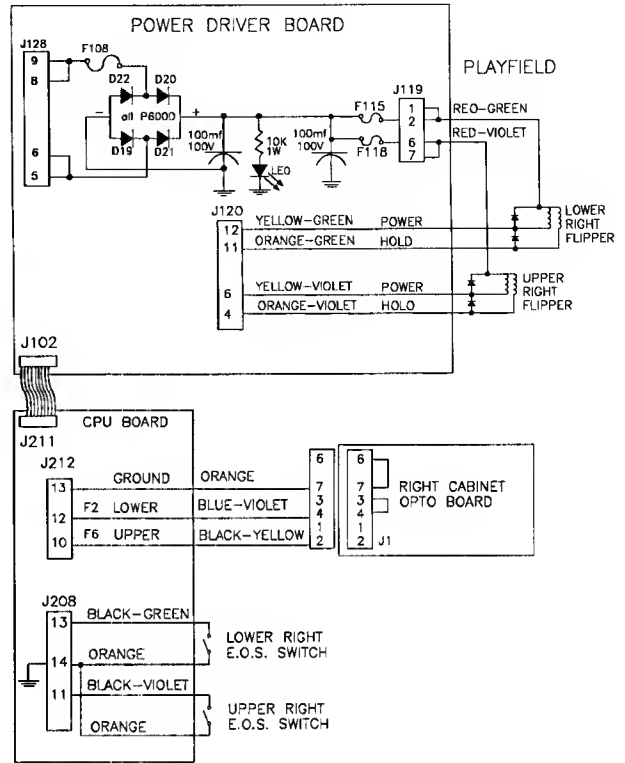 POWER DRIVER BOARD
J128
F108
9
8
6
5
D22 D20
all P600D
D19 D21
− +
100mf
100V
10K
1W
LEO
100mf
100V
F115
F118
J119
1
2
6
7
PLAYFIELD
REO-GREEN
RED-VIOLET
J120
12 YELLOW-GREEN POWER
11 ORANGE-GREEN HOLD
6 YELLOW-VIOLET POWER
4 ORANGE-VIOLET HOLO
LOWER
RIGHT
FLIPPER
UPPER
RIGHT
FLIPPER
J102
J211
CPU BOARD
J212
13 GROUND ORANGE
12 F2 LOWER BLUE-VIOLET
10 F6 UPPER BLACK-YELLOW
6
7
3
4
1
2
6
7
3
4
1
2
J1
RIGHT CABINET
OPTO BOARD
J208
13 BLACK-GREEN
14 ORANGE
11 BLACK-VIOLET
ORANGE
LOWER RIGHT
E.O.S. SWITCH
UPPER RIGHT
E.O.S. SWITCH